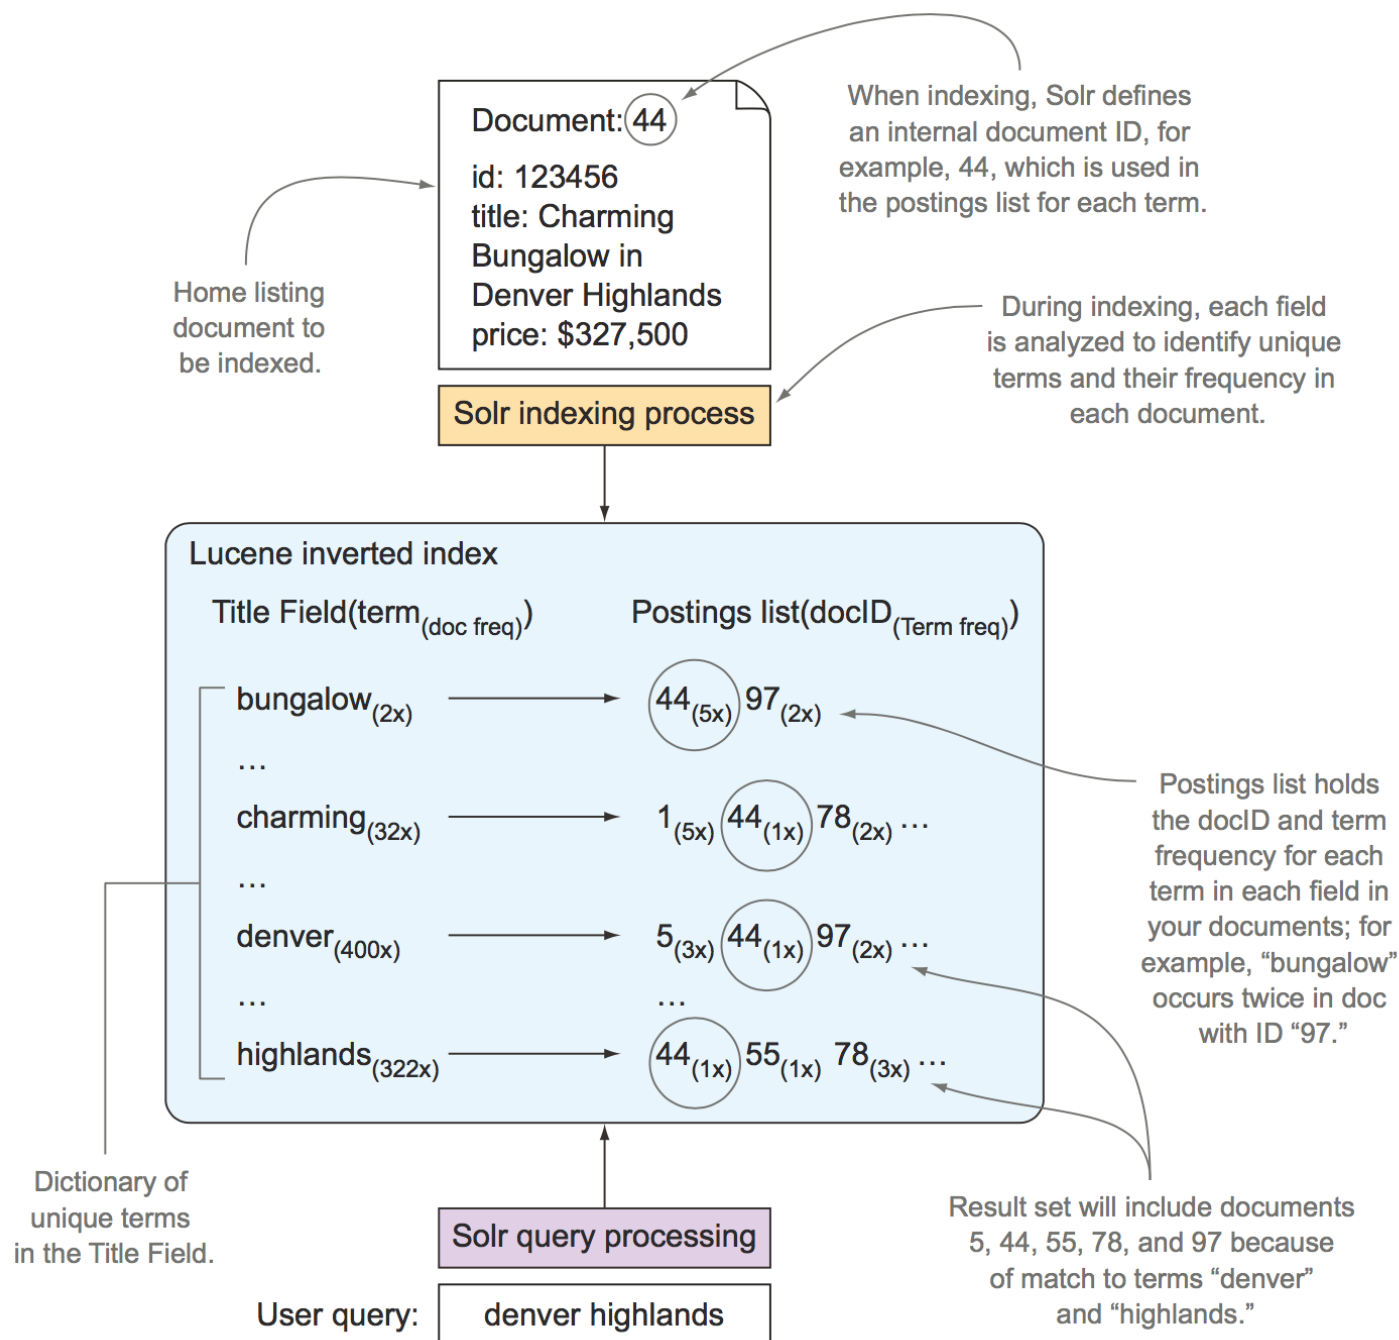 Document: 44
id: 123456
title: Charming
Bungalow in
Denver Highlands
price: $327,500
When indexing, Solr defines
an internal document ID, for
example, 44, which is used in
the postings list for each term.
Home listing
document to
be indexed.
During indexing, each field
is analyzed to identify unique
terms and their frequency in
each document.
Solr indexing process
Lucene inverted index
Title Field(term(doc freq)) Postings list(docID(Term freq))
bungalow(2x) 44(5x) 97(2x)
…
charming(32x) 1(5x) 44(1x) 78(2x) …
…
denver(400x) 5(3x) 44(1x) 97(2x) …
… …
highlands(322x) 44(1x) 55(1x) 78(3x) …
Postings list holds
the docID and term
frequency for each
term in each field in
your documents; for
example, “bungalow”
occurs twice in doc
with ID “97.”
Dictionary of
unique terms
in the Title Field.
Solr query processing
Result set will include documents
5, 44, 55, 78, and 97 because
of match to terms “denver”
and “highlands.”
User query: denver highlands